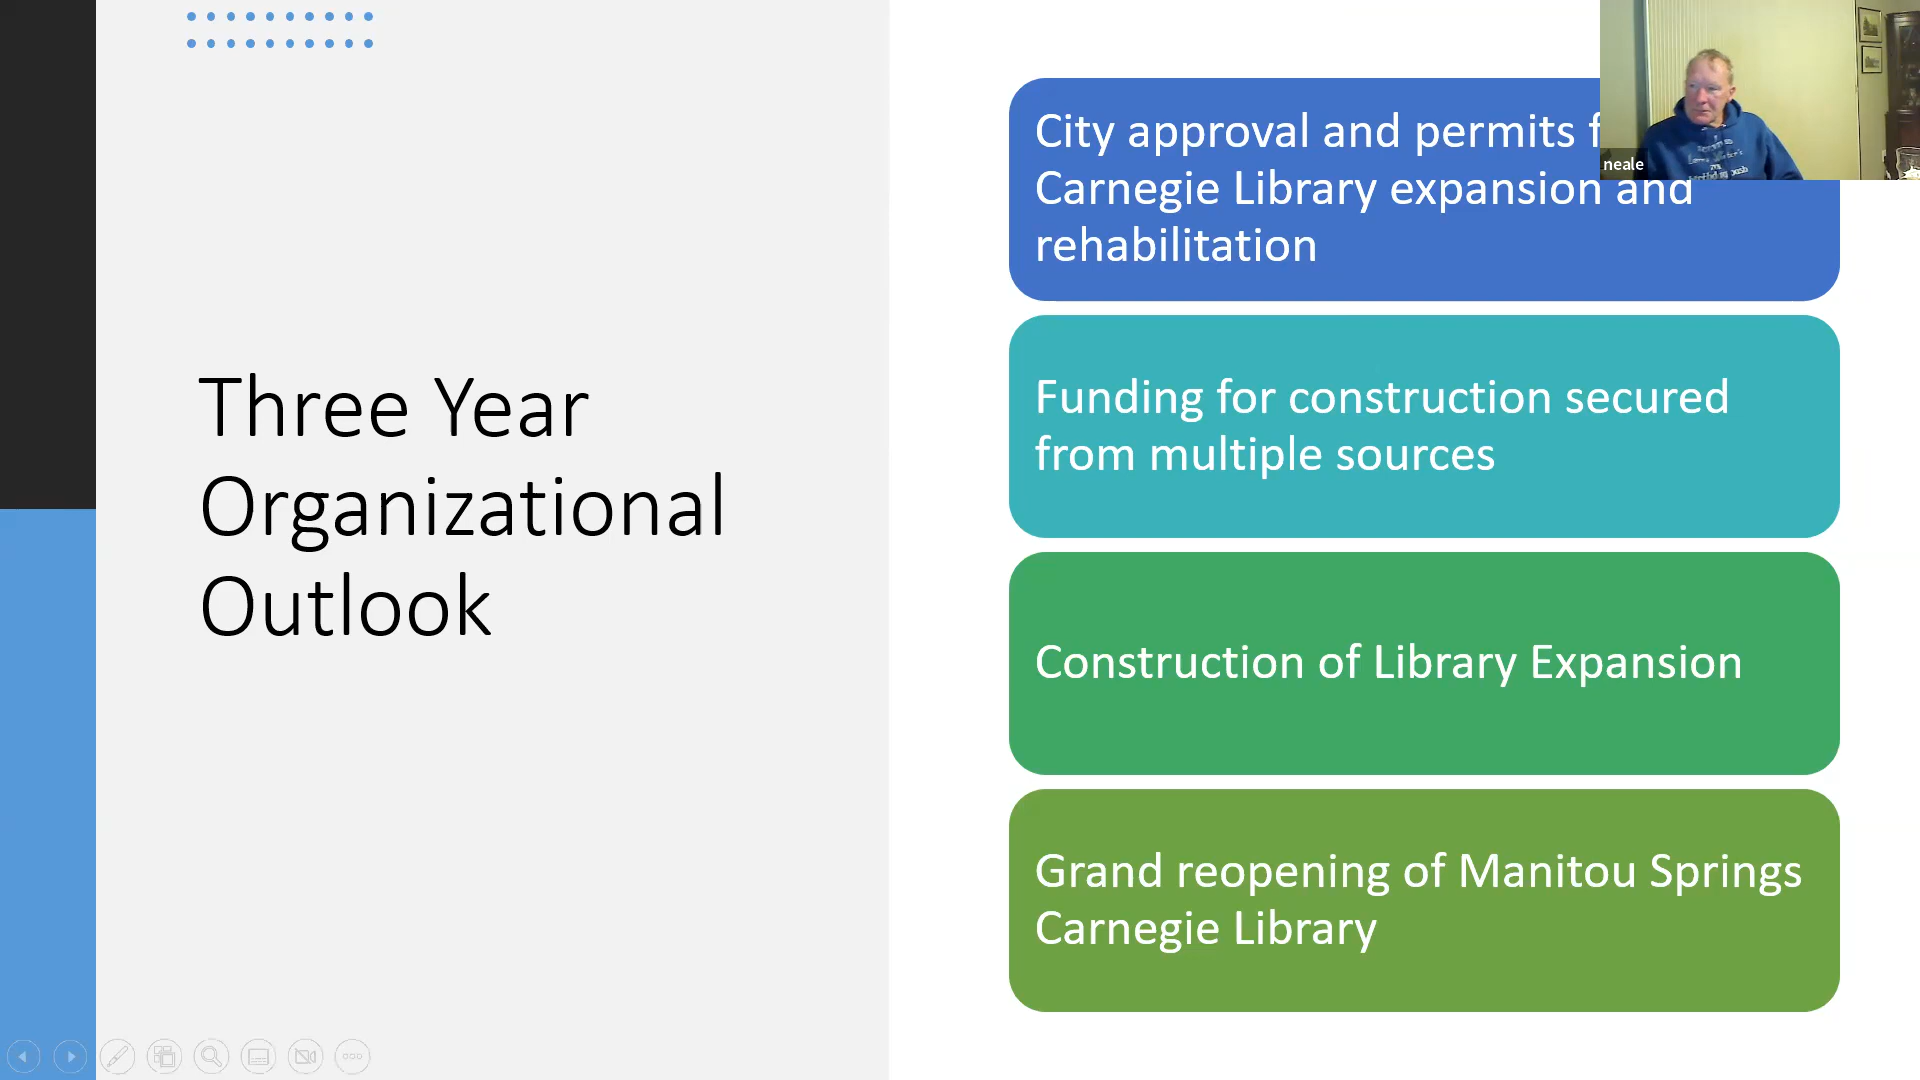 Three Year
Organizational
Outlook
City approval and permits f
Carnegie Library expansion and
rehabilitation
Funding for construction secured
from multiple sources
Construction of Library Expansion
Grand reopening of Manitou Springs
Carnegie Library
neale